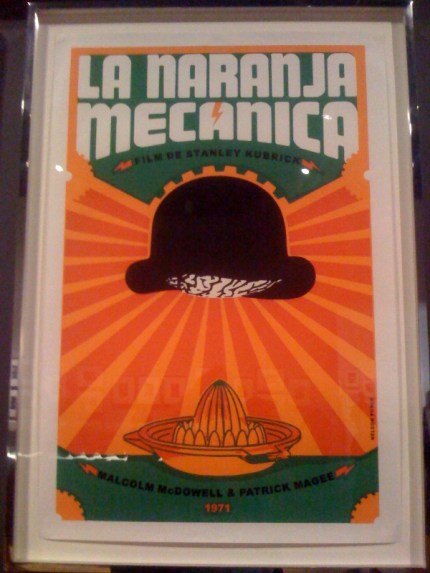 LA NARANJA
MECANICA
FILM DE STANLEY KUBRICK
MALCOLM McDOWELL & PATRICK MAGEE
1971